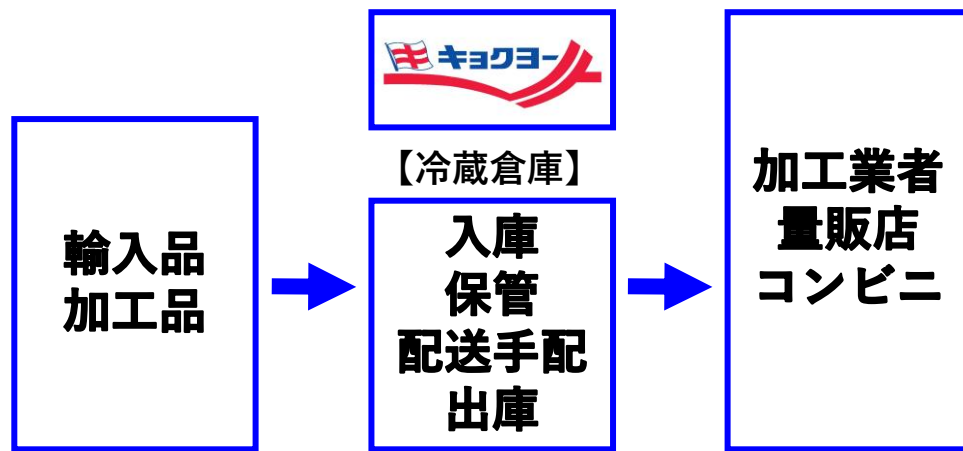 キョクヨー
【冷蔵倉庫】
輸入品
加工品
入庫
保管
配送手配
出庫
加工業者
量販店
コンビニ